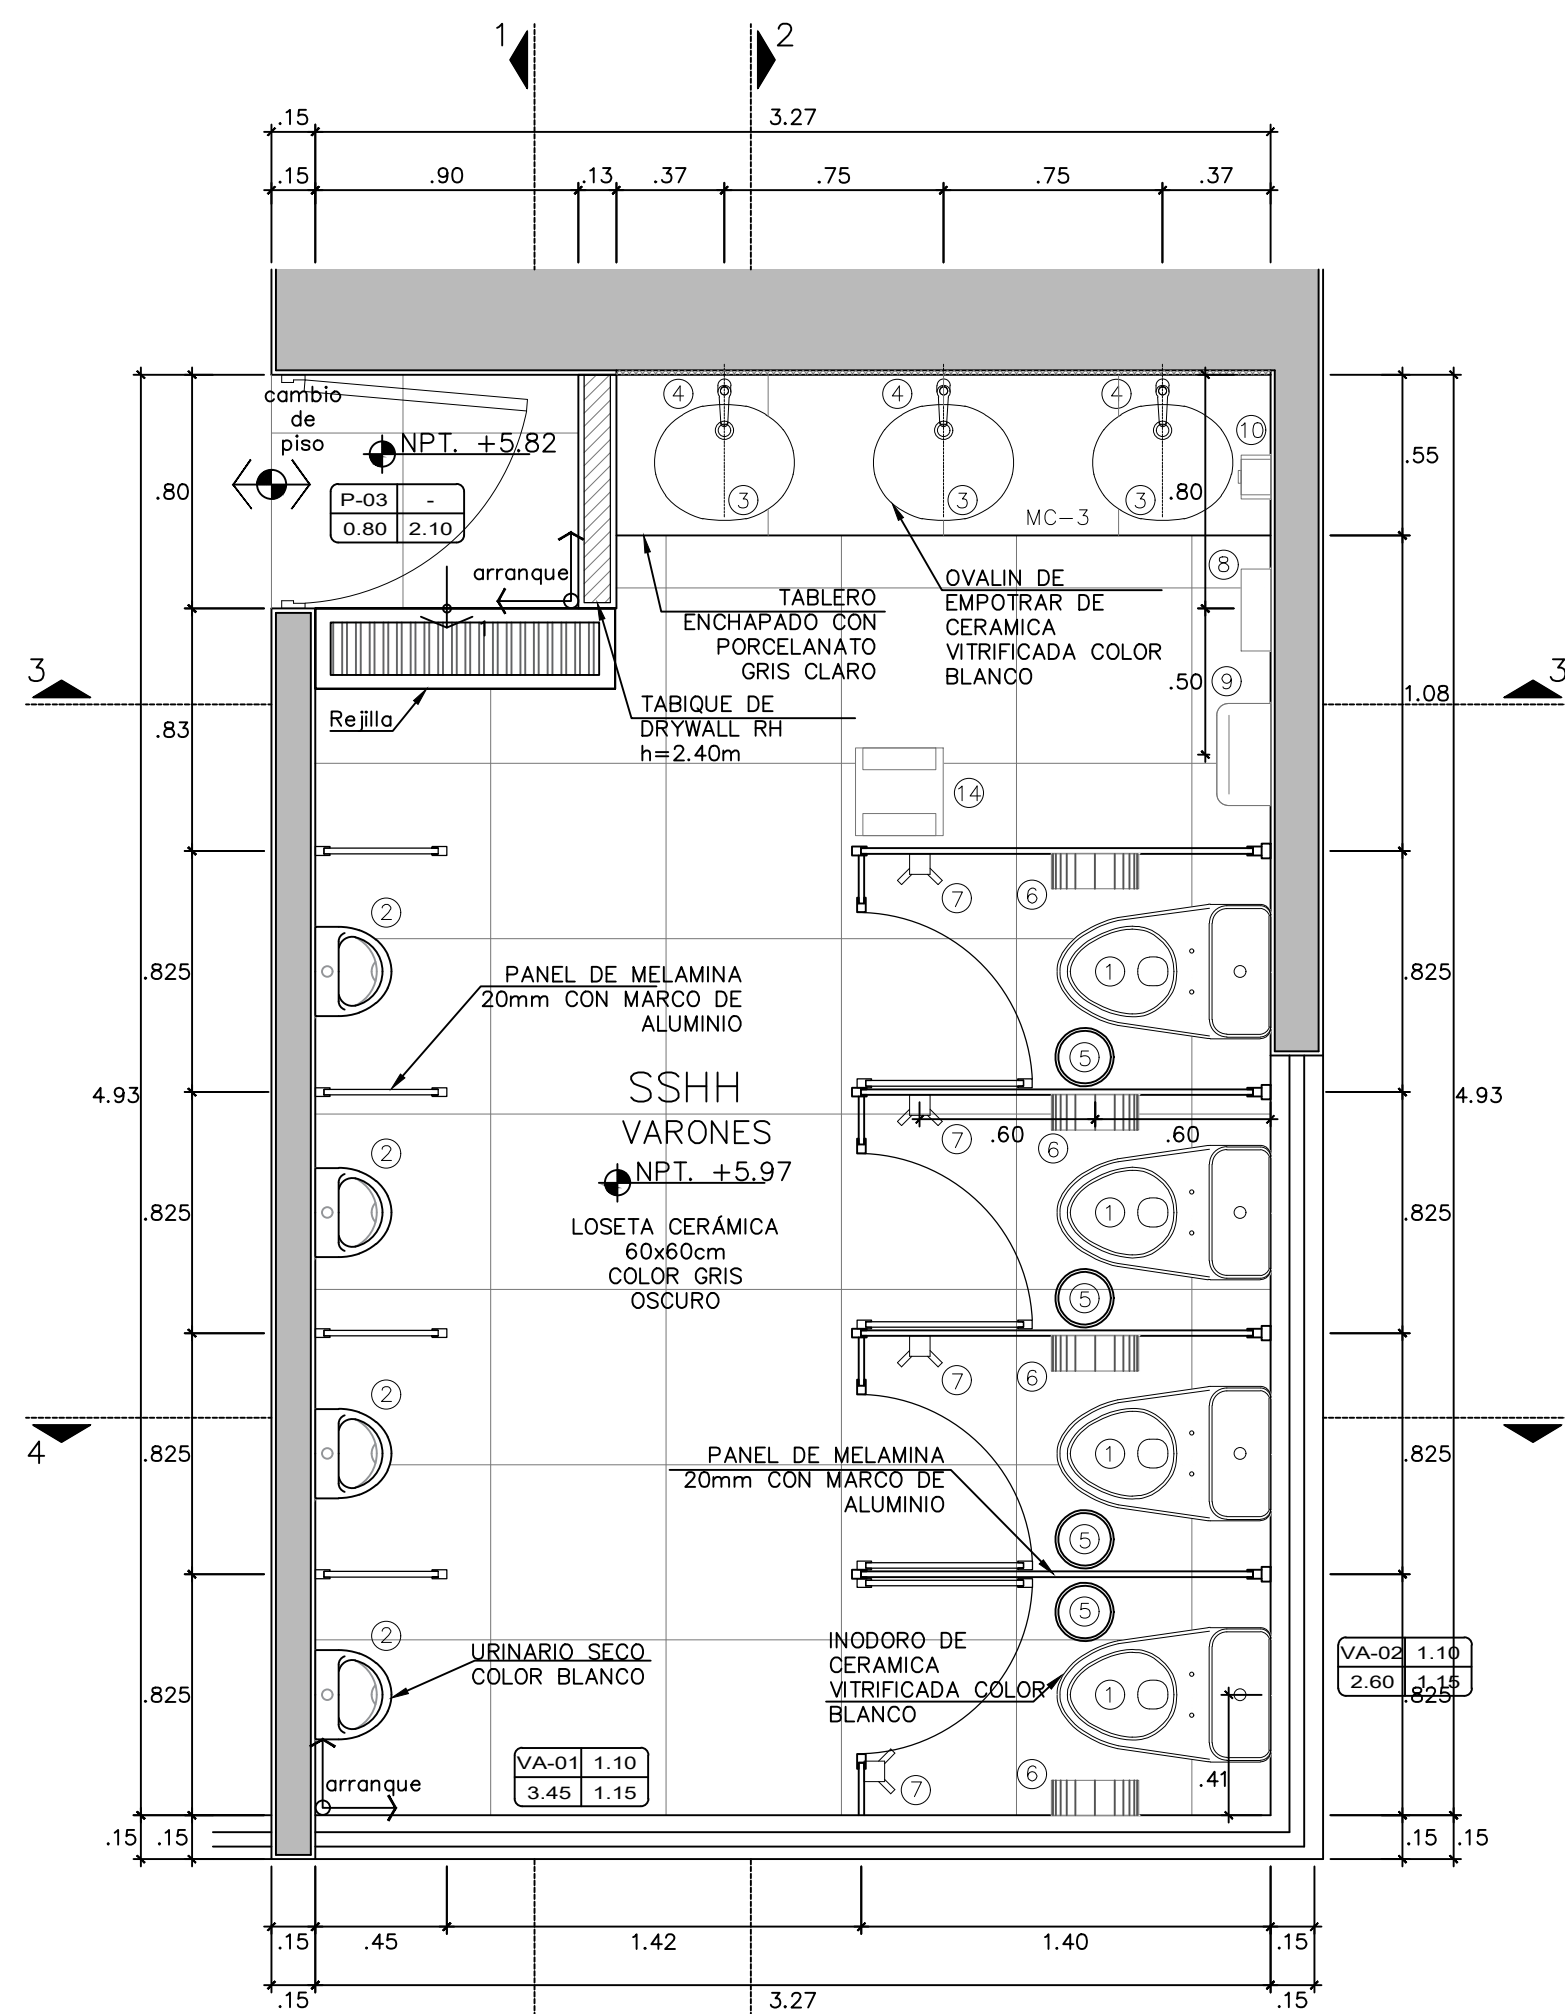 1
2
.15
3.27
.15
.90
.13
.37
.75
.75
.37
cambio
de
piso
NPT. +5.82
P-03 -
0.80 2.10
.80
arranque
1
4
4
4
10
3
3
3
.80
MC-3
.55
8
TABLERO
ENCHAPADO CON
PORCELANATO
GRIS CLARO
OVALIN DE
EMPOTRAR DE
CERAMICA
VITRIFICADA COLOR
BLANCO
3
3
.50
9
1.08
Rejilla
.83
TABIQUE DE
DRYWALL RH
h=2.40m
14
7
6
2
1
.825
.825
PANEL DE MELAMINA
20mm CON MARCO DE
ALUMINIO
5
4.93
4.93
SSHH
VARONES
NPT. +5.97
LOSETA CERÁMICA
60x60cm
COLOR GRIS
OSCURO
.60
.60
7
6
2
1
.825
.825
5
7
6
2
1
4
.825
.825
PANEL DE MELAMINA
20mm CON MARCO DE
ALUMINIO
5
5
2
URINARIO SECO
COLOR BLANCO
INODORO DE
CERAMICA
VITRIFICADA COLOR
BLANCO
1
VA-02 1.10
2.60 1.15
.825
.825
VA-01 1.10
3.45 1.15
arranque
7
6
.41
.15
.15
.15
.15
.15
.45
1.42
1.40
.15
.15
3.27
.15